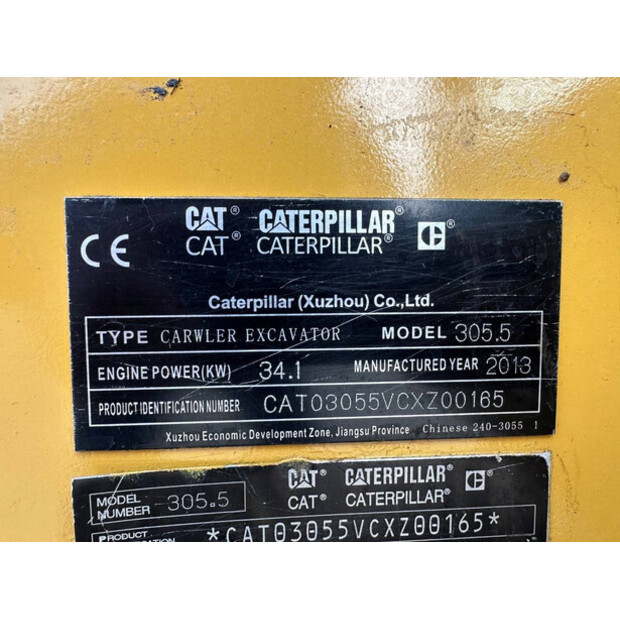 CAT® CATERPILLAR®
CAT® CATERPILLAR®
CE
Caterpillar (Xuzhou) Co.,Ltd.
TYPE CARWLER EXCAVATOR MODEL 305.5
ENGINE POWER(KW) 34.1 MANUFACTURED YEAR 2013
PRODUCT IDENTIFICATION NUMBER CAT03055VCXZ00165
Xuzhou Economic Development Zone, Jiangsu Province Chinese 240-3055 1
CAT® CATERPILLAR®
CAT® CATERPILLAR®
MODEL NUMBER 305.5
PRODUCT *CAT03055VCXZ00165*